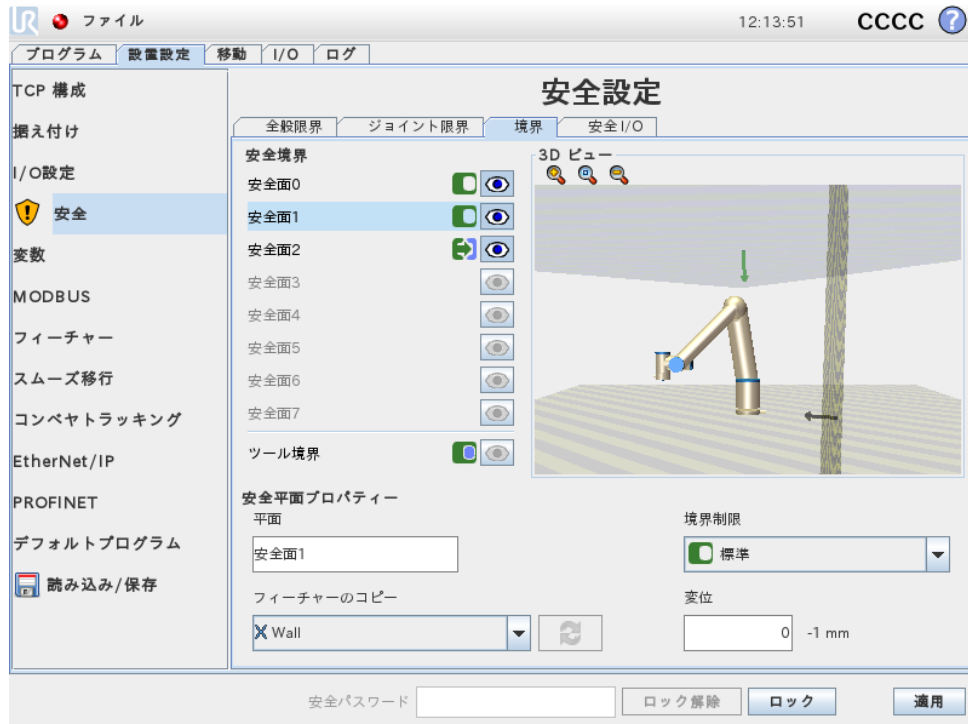 UR ファイル 12:13:51 CCCC ?
プログラム 設置設定 移動 I/O ログ
TCP 構成
据え付け
I/O設定
安全
変数
MODBUS
フィーチャー
スムーズ移行
コンベヤトラッキング
EtherNet/IP
PROFINET
デフォルトプログラム
読み込み/保存
安全設定
全般限界 ジョイント限界 境界 安全I/O
安全境界
安全面0
安全面1
安全面2
安全面3
安全面4
安全面5
安全面6
安全面7
ツール境界
3D ビュー
安全平面プロパティー
平面
安全面1
境界制限
標準
フィーチャーのコピー
Wall
変位
0 -1 mm
安全パスワード ロック解除 ロック 適用